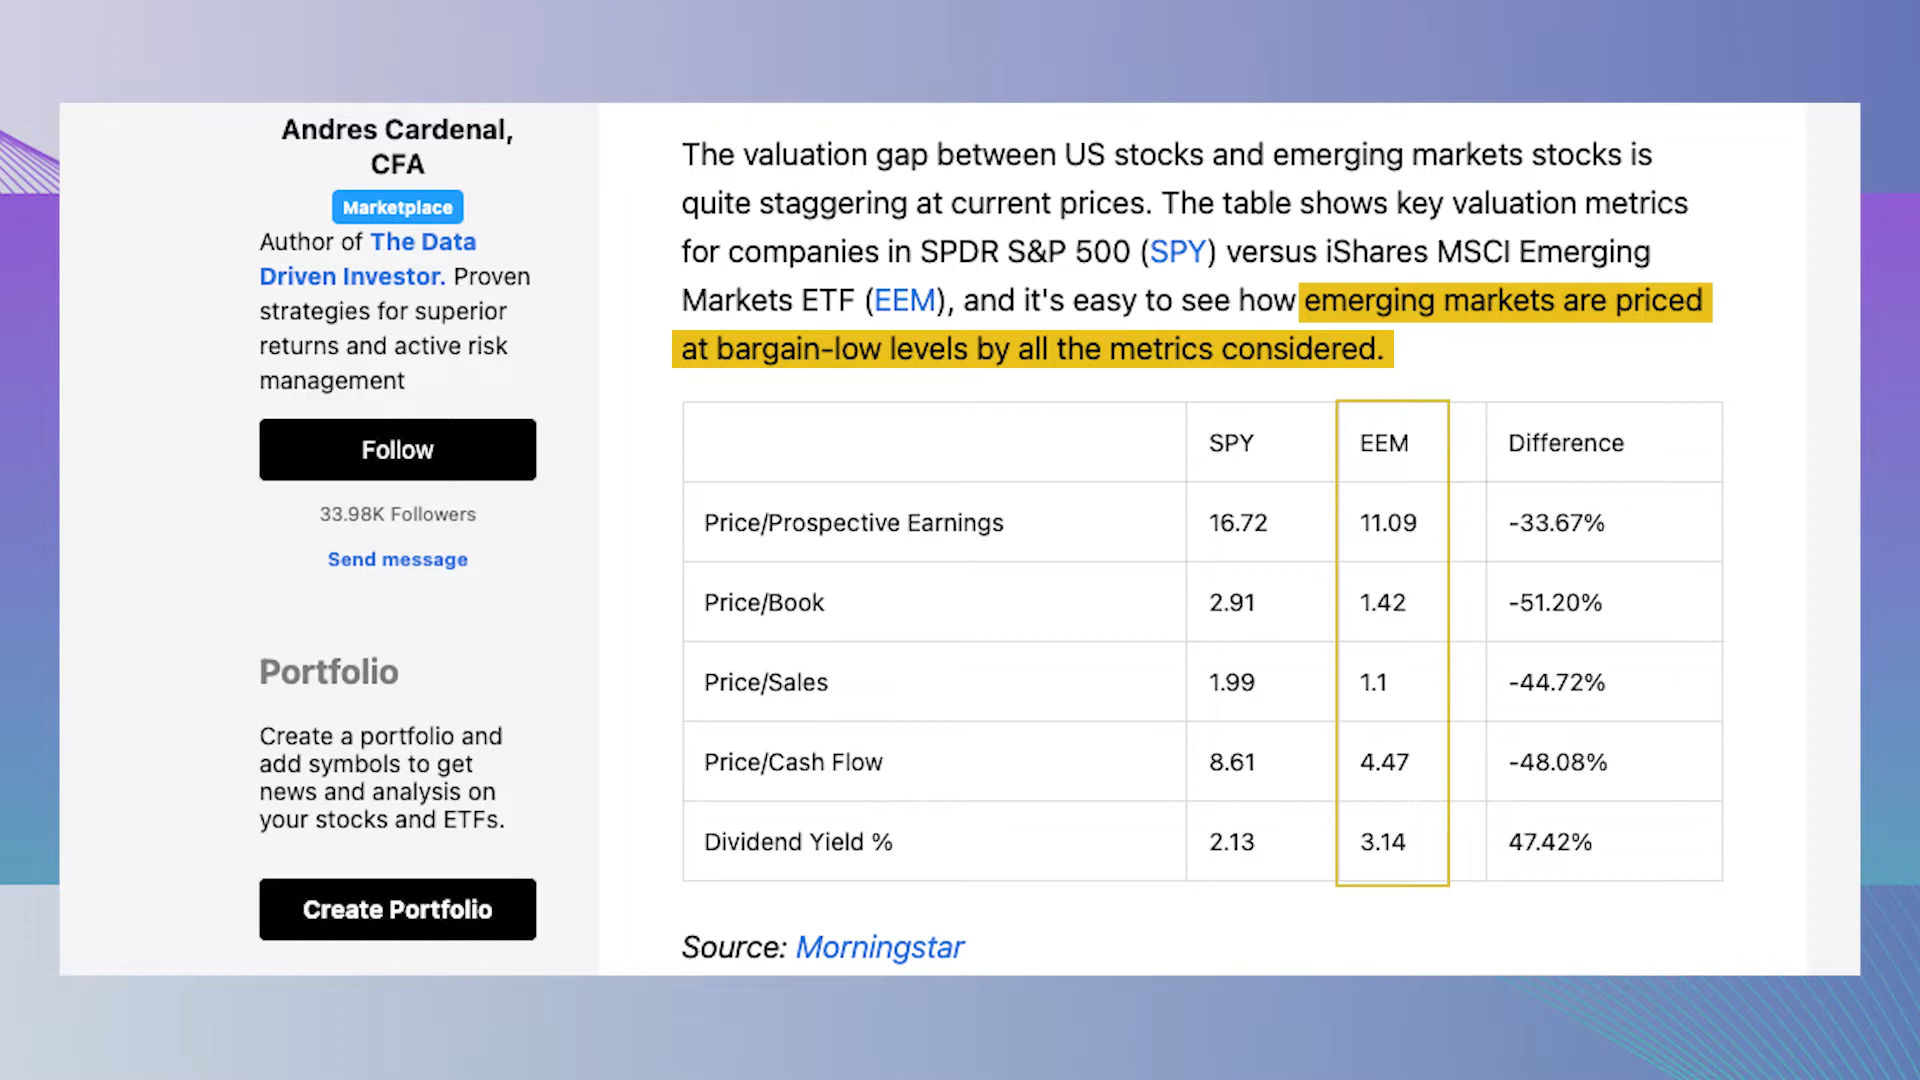 Andres Cardenal,
CFA
Marketplace
Author of The Data
Driven Investor. Proven
strategies for superior
returns and active risk
management
Follow
33.98K Followers
Send message
Portfolio
Create a portfolio and
add symbols to get
news and analysis on
your stocks and ETFs.
Create Portfolio
The valuation gap between US stocks and emerging markets stocks is
quite staggering at current prices. The table shows key valuation metrics
for companies in SPDR S&P 500 (SPY) versus iShares MSCI Emerging
Markets ETF (EEM), and it's easy to see how emerging markets are priced
at bargain-low levels by all the metrics considered.
SPY EEM Difference
Price/Prospective Earnings 16.72 11.09 -33.67%
Price/Book 2.91 1.42 -51.20%
Price/Sales 1.99 1.1 -44.72%
Price/Cash Flow 8.61 4.47 -48.08%
Dividend Yield % 2.13 3.14 47.42%
Source: Morningstar